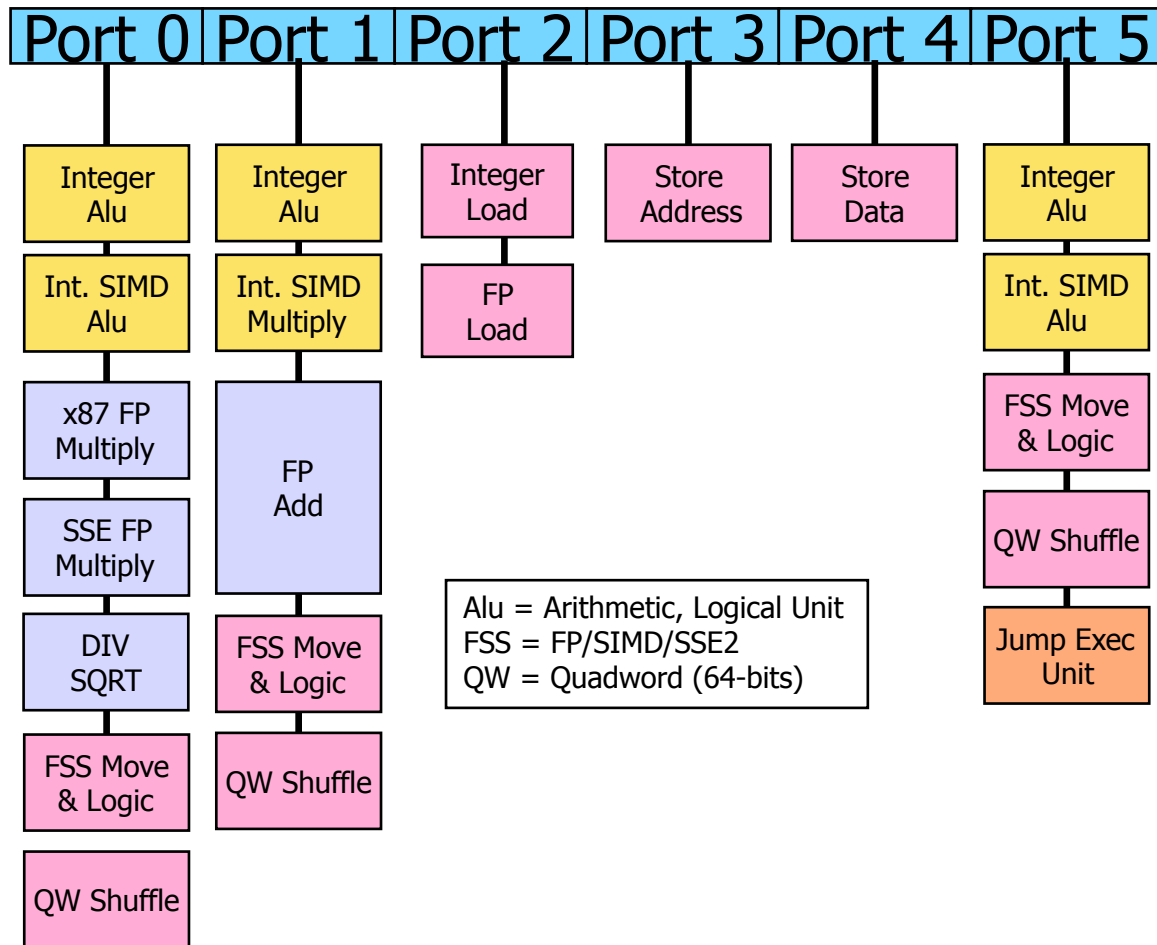 Port 0 Port 1 Port 2 Port 3 Port 4 Port 5
Integer
Alu
Int. SIMD
Alu
x87 FP
Multiply
SSE FP
Multiply
DIV
SQRT
FSS Move
& Logic
QW Shuffle
Integer
Alu
Int. SIMD
Multiply
FP
Add
FSS Move
& Logic
QW Shuffle
Integer
Load
FP
Load
Store
Address
Store
Data
Integer
Alu
Int. SIMD
Alu
FSS Move
& Logic
QW Shuffle
Jump Exec
Unit
Alu = Arithmetic, Logical Unit
FSS = FP/SIMD/SSE2
QW = Quadword (64-bits)